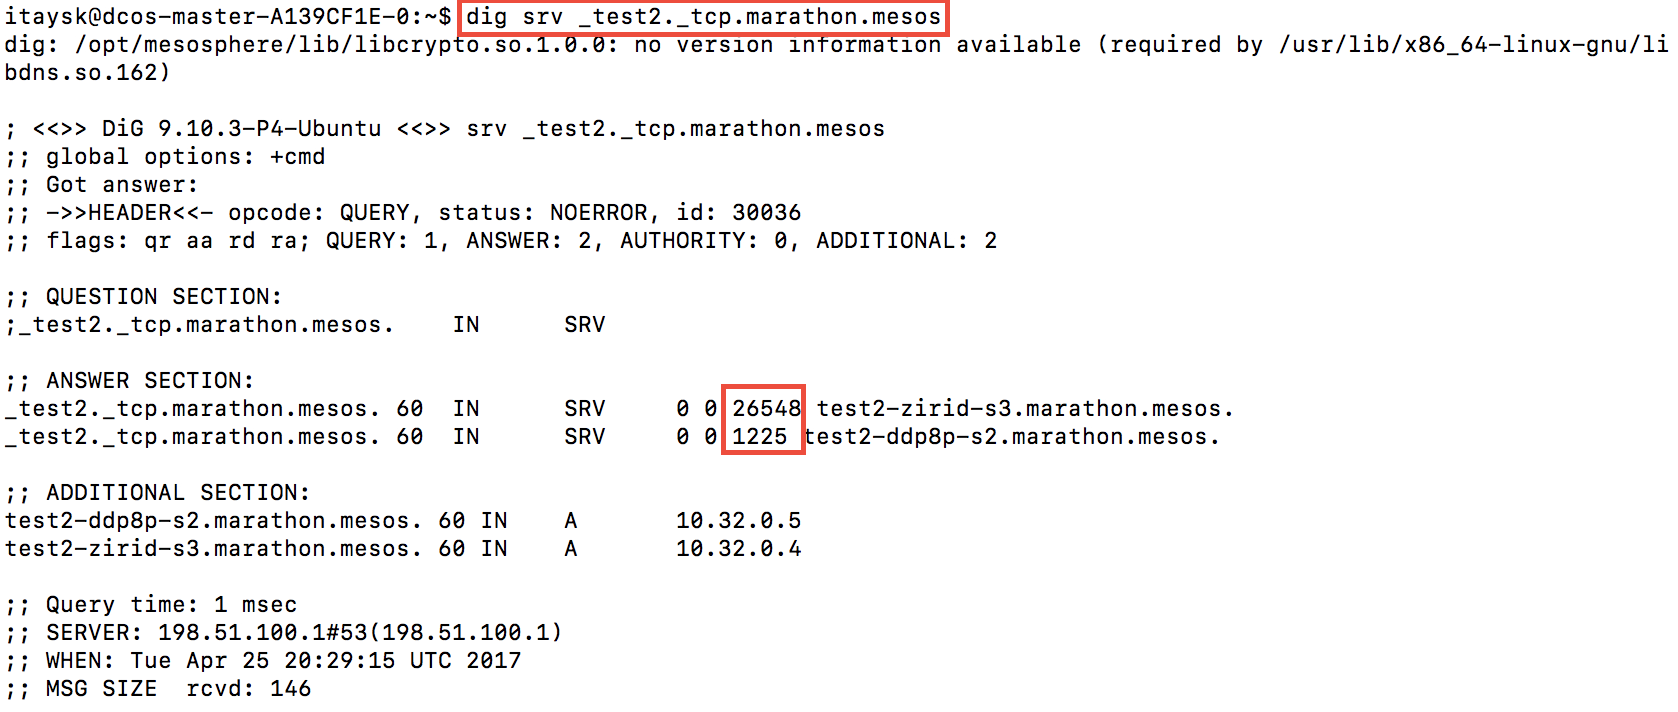 itaysk@dcos-master-A139CF1E-0:~$ dig srv _test2._tcp.marathon.mesos
dig: /opt/mesosphere/lib/libcrypto.so.1.0.0: no version information available (required by /usr/lib/x86_64-linux-gnu/li
bdns.so.162)

; <<>> DiG 9.10.3-P4-Ubuntu <<>> srv _test2._tcp.marathon.mesos
;; global options: +cmd
;; Got answer:
;; ->>HEADER<<- opcode: QUERY, status: NOERROR, id: 30036
;; flags: qr aa rd ra; QUERY: 1, ANSWER: 2, AUTHORITY: 0, ADDITIONAL: 2

;; QUESTION SECTION:
;_test2._tcp.marathon.mesos.    IN      SRV

;; ANSWER SECTION:
_test2._tcp.marathon.mesos. 60  IN      SRV     0 0 26548 test2-zirid-s3.marathon.mesos.
_test2._tcp.marathon.mesos. 60  IN      SRV     0 0 1225 test2-ddp8p-s2.marathon.mesos.

;; ADDITIONAL SECTION:
test2-ddp8p-s2.marathon.mesos. 60 IN    A       10.32.0.5
test2-zirid-s3.marathon.mesos. 60 IN    A       10.32.0.4

;; Query time: 1 msec
;; SERVER: 198.51.100.1#53(198.51.100.1)
;; WHEN: Tue Apr 25 20:29:15 UTC 2017
;; MSG SIZE  rcvd: 146